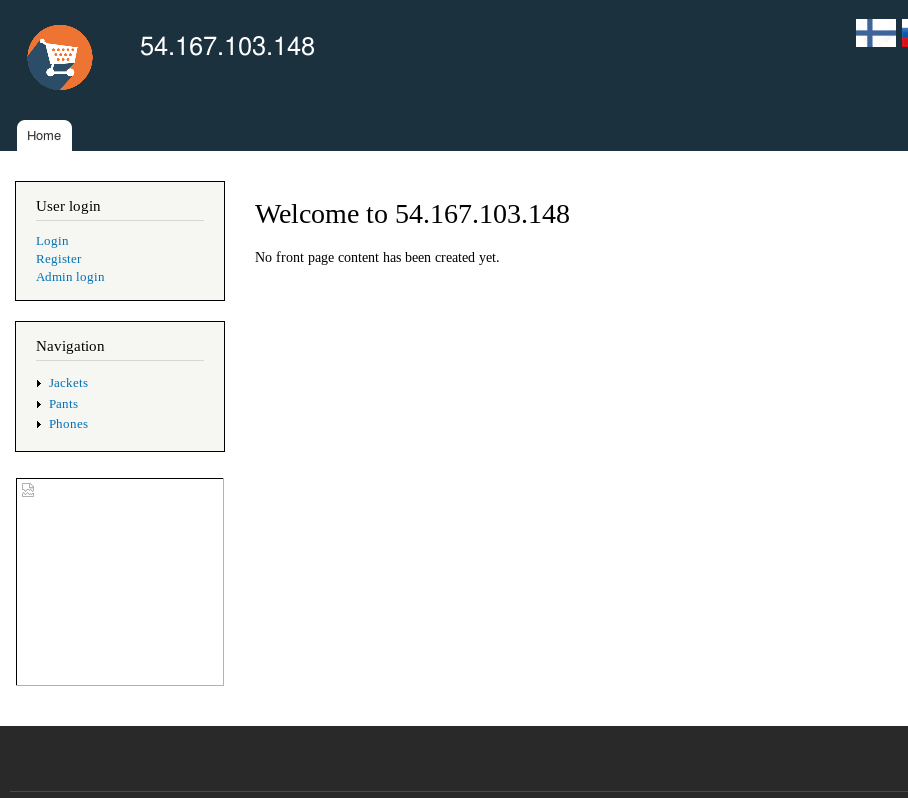 54.167.103.148
Home
User login
Login
Register
Admin login
Navigation
Jackets
Pants
Phones
Welcome to 54.167.103.148
No front page content has been created yet.